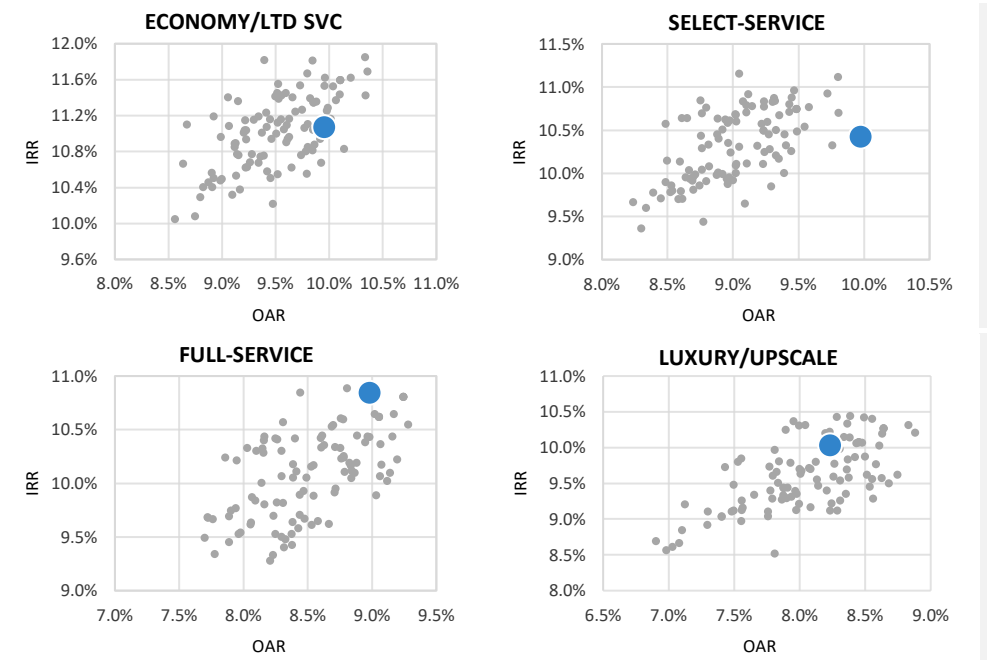 ECONOMY/LTD SVC
12.0%
11.6%
11.2%
10.8%
10.4%
10.0%
9.6%
IRR
8.0% 8.5% 9.0% 9.5% 10.0% 10.5% 11.0%
OAR
SELECT-SERVICE
11.5%
11.0%
10.5%
10.0%
9.5%
9.0%
IRR
8.0% 8.5% 9.0% 9.5% 10.0% 10.5%
OAR
FULL-SERVICE
11.0%
10.5%
10.0%
9.5%
9.0%
IRR
7.0% 7.5% 8.0% 8.5% 9.0% 9.5%
OAR
LUXURY/UPSCALE
11.0%
10.5%
10.0%
9.5%
9.0%
8.5%
8.0%
IRR
6.5% 7.0% 7.5% 8.0% 8.5% 9.0%
OAR